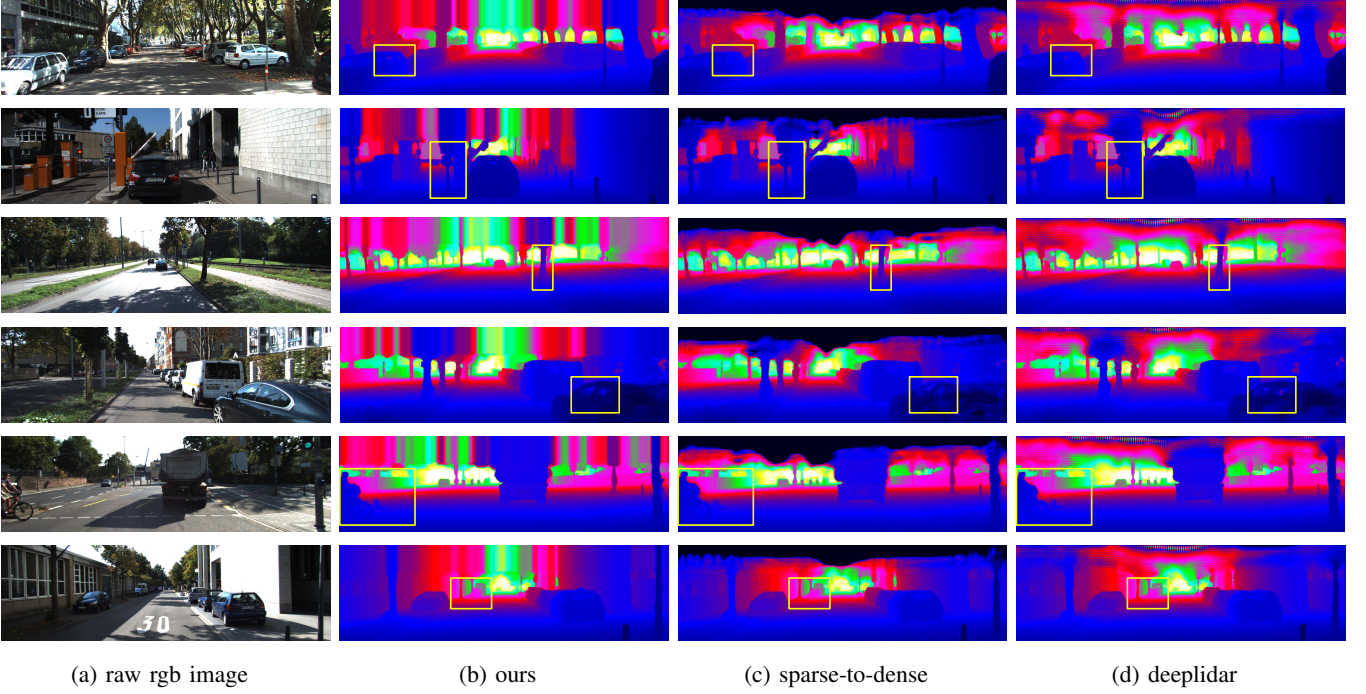 30
(a) raw rgb image
(b) ours
(c) sparse-to-dense
(d) deeplidar